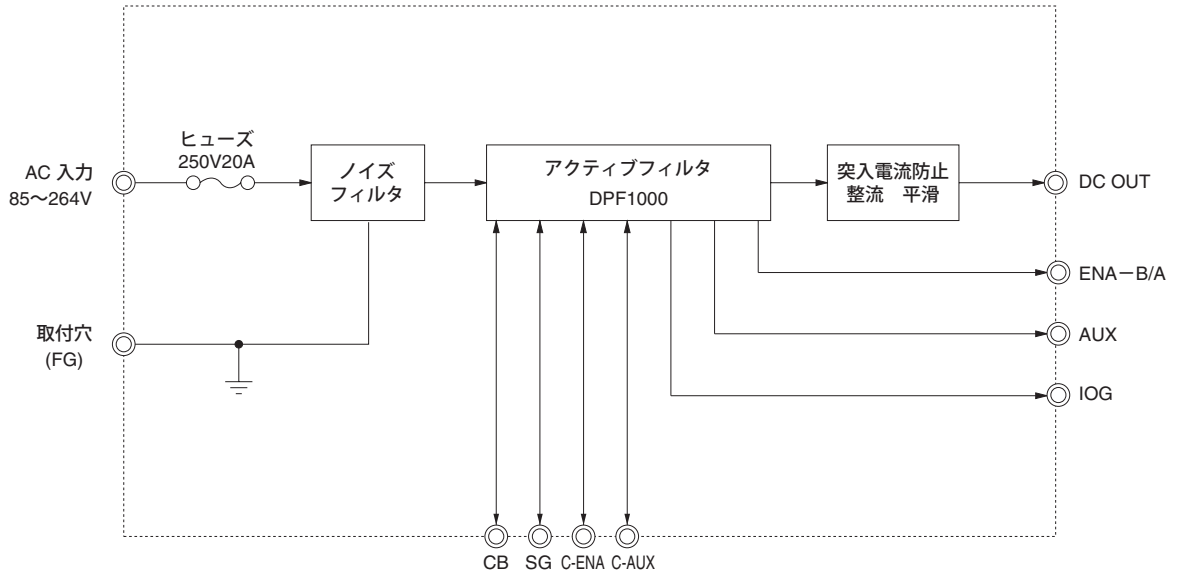 ヒューズ
250V20A
AC 入力
85~264V
ノイズ
フィルタ
アクティブフィルタ
DPF1000
突入電流防止
整流 平滑
DC OUT
ENA-B/A
取付穴
(FG)
AUX
IOG
CB SG C-ENA C-AUX